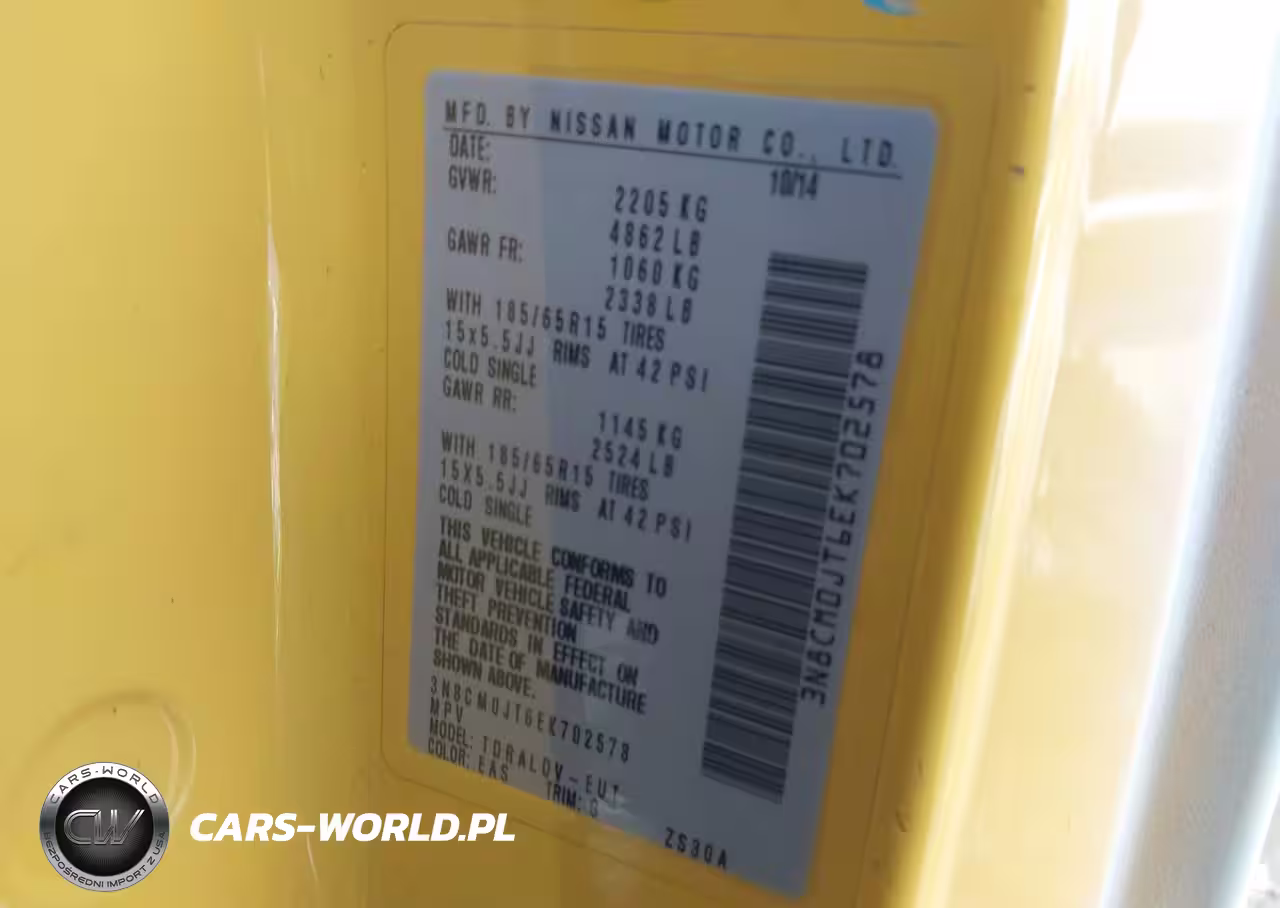 MFD. BY NISSAN MOTOR CO., LTD.
DATE: 10/14
GVWR: 2205 KG
4862 LB
GAWR FR: 1060 KG
2338 LB
WITH 185/65R15 TIRES
15x5.5JJ RIMS AT 42 PSI
COLD SINGLE
GAWR RR: 1145 KG
2524 LB
WITH 185/65R15 TIRES
15X5.5JJ RIMS AT 42 PSI
COLD SINGLE
THIS VEHICLE CONFORMS TO
ALL APPLICABLE FEDERAL
MOTOR VEHICLE SAFETY AND
THEFT PREVENTION
STANDARDS IN EFFECT ON
THE DATE OF MANUFACTURE
SHOWN ABOVE.
3N8CM0JT6EK702578
MPV
MODEL: TDRALDV-EUT
COLOR: EAS TRIM: G
ZS30A
3N8CM0JT6EK702578
CARS-WORLD
CW
BEZPOŚREDNI IMPORT Z USA
CARS-WORLD.PL